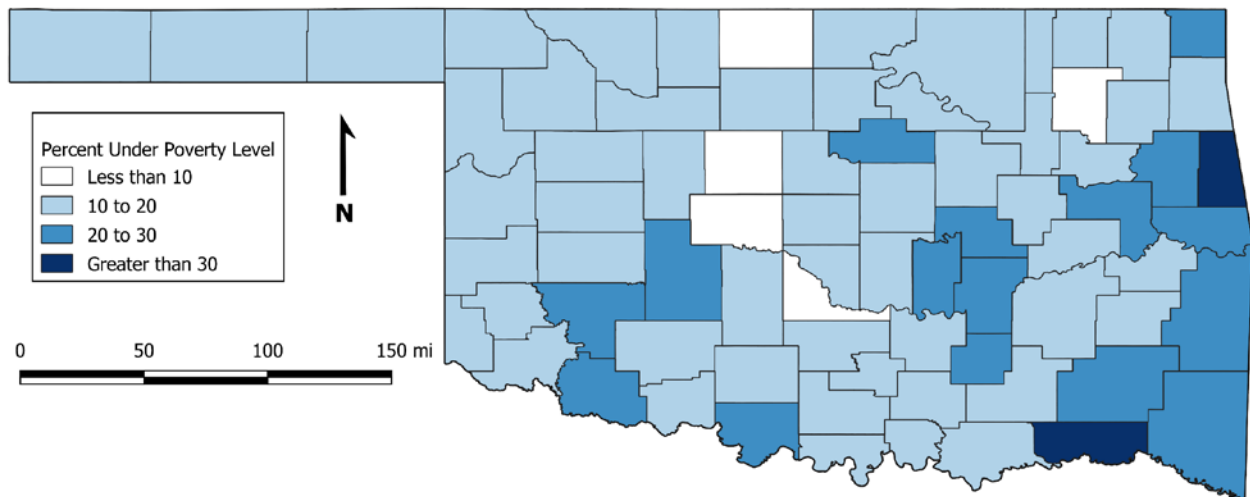 Percent Under Poverty Level
Less than 10
10 to 20
20 to 30
Greater than 30
N
0 50 100 150 mi